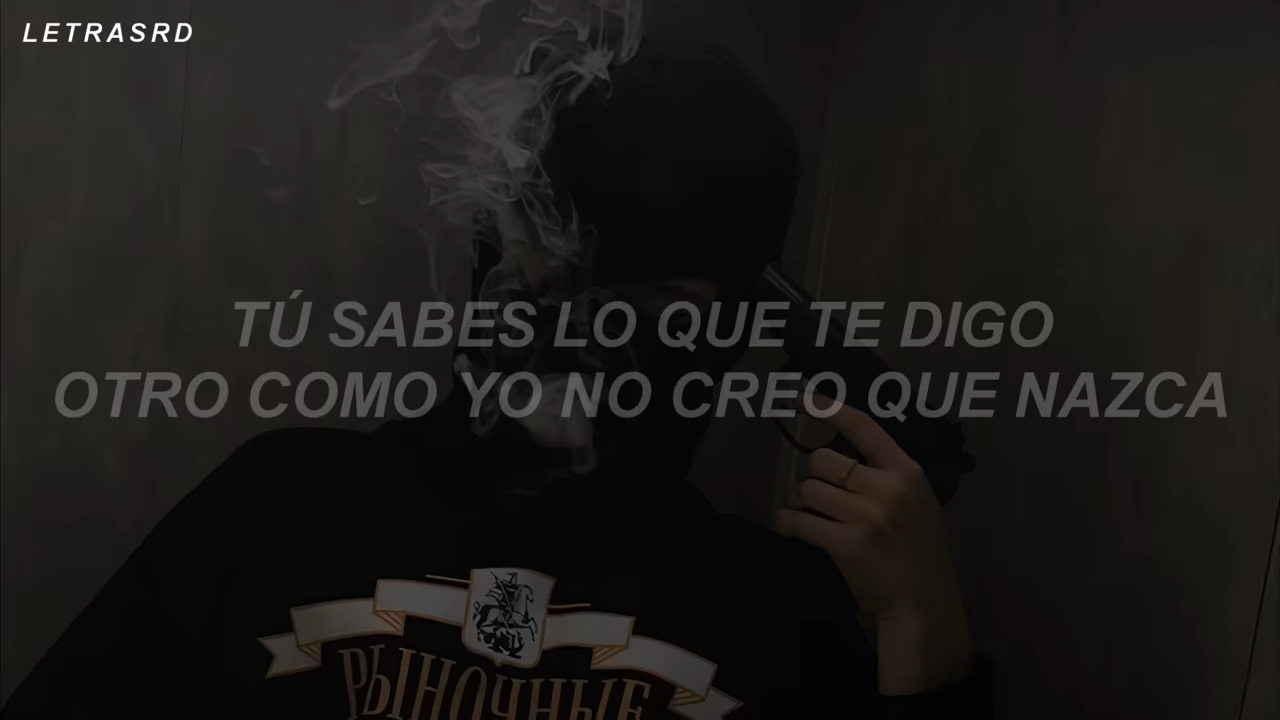 LETRASRD
TÚ SABES LO QUE TE DIGO
OTRO COMO YO NO CREO QUE NAZCA
РЫНОЧНЫЕ